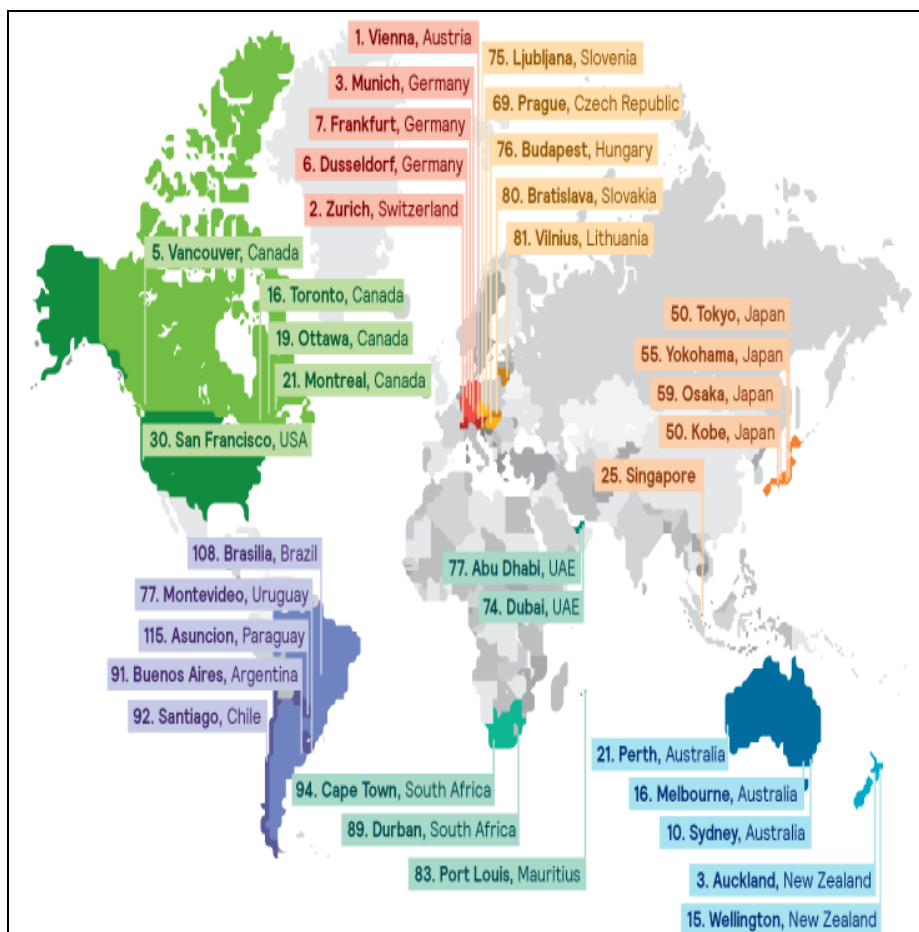 1. Vienna, Austria
3. Munich, Germany
7. Frankfurt, Germany
6. Dusseldorf, Germany
2. Zurich, Switzerland
75. Ljubljana, Slovenia
69. Prague, Czech Republic
76. Budapest, Hungary
80. Bratislava, Slovakia
81. Vilnius, Lithuania
5. Vancouver, Canada
16. Toronto, Canada
19. Ottawa, Canada
21. Montreal, Canada
30. San Francisco, USA
50. Tokyo, Japan
55. Yokohama, Japan
59. Osaka, Japan
50. Kobe, Japan
25. Singapore
108. Brasilia, Brazil
77. Montevideo, Uruguay
115. Asuncion, Paraguay
91. Buenos Aires, Argentina
92. Santiago, Chile
77. Abu Dhabi, UAE
74. Dubai, UAE
94. Cape Town, South Africa
89. Durban, South Africa
83. Port Louis, Mauritius
21. Perth, Australia
16. Melbourne, Australia
10. Sydney, Australia
3. Auckland, New Zealand
15. Wellington, New Zealand